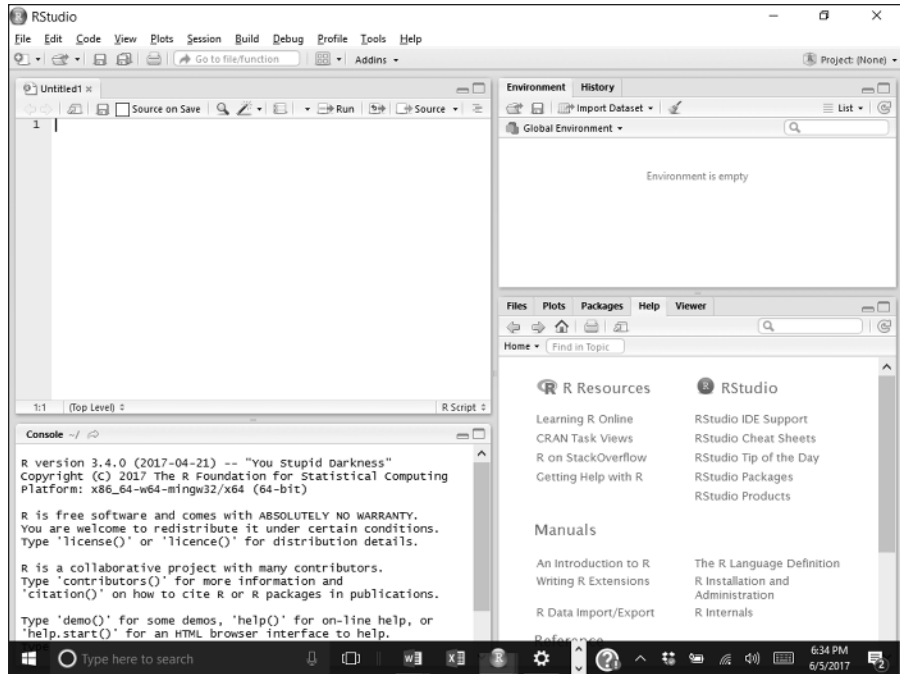 RStudio
File Edit Code View Plots Session Build Debug Profile Tools Help
Go to file/function Addins Project: (None)
Untitled1
Source on Save Run Source
1
1:1 (Top Level) R Script
Console ~/
R version 3.4.0 (2017-04-21) -- "You Stupid Darkness"
Copyright (C) 2017 The R Foundation for Statistical Computing
Platform: x86_64-w64-mingw32/x64 (64-bit)
R is free software and comes with ABSOLUTELY NO WARRANTY.
You are welcome to redistribute it under certain conditions.
Type 'license()' or 'licence()' for distribution details.
R is a collaborative project with many contributors.
Type 'contributors()' for more information and
'citation()' on how to cite R or R packages in publications.
Type 'demo()' for some demos, 'help()' for on-line help, or
'help.start()' for an HTML browser interface to help.
Environment History
Import Dataset List
Global Environment
Environment is empty
Files Plots Packages Help Viewer
Home Find in Topic
R Resources RStudio
Learning R Online RStudio IDE Support
CRAN Task Views RStudio Cheat Sheets
R on StackOverflow RStudio Tip of the Day
Getting Help with R RStudio Packages
RStudio Products
Manuals
An Introduction to R The R Language Definition
Writing R Extensions R Installation and
Administration
R Data Import/Export R Internals
Reference
Type here to search 6:34 PM
6/5/2017 2